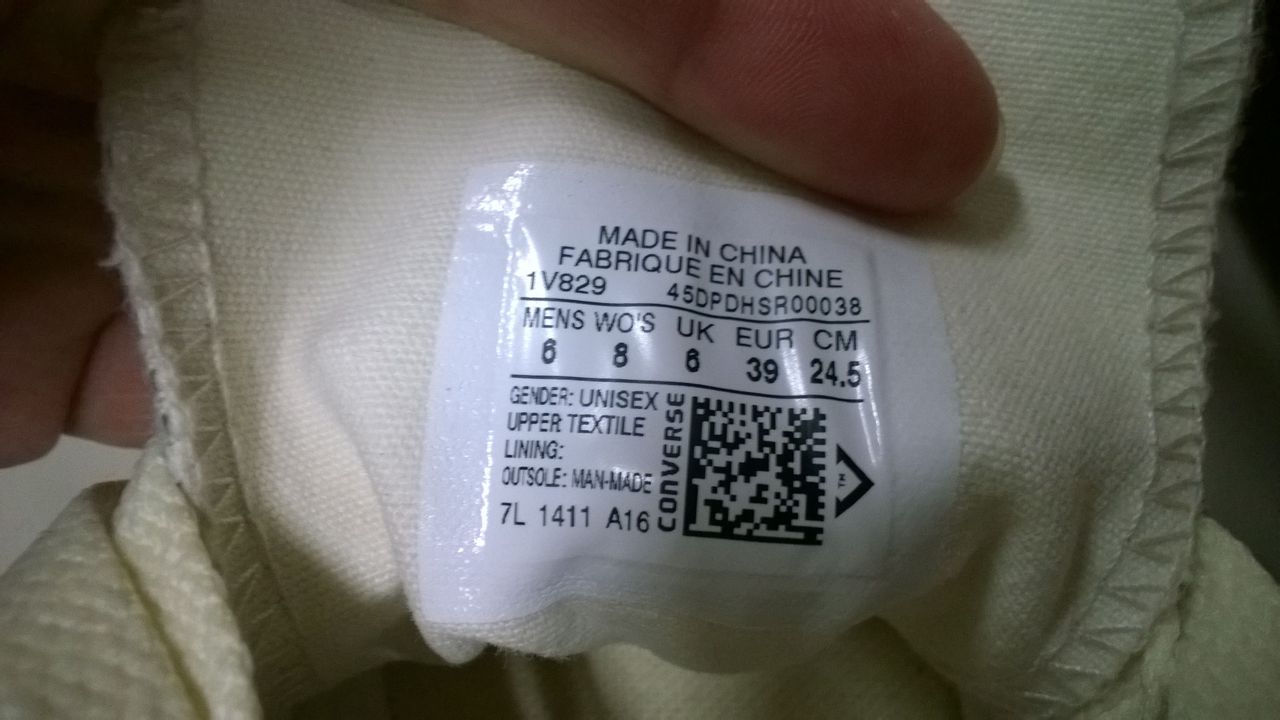 MADE IN CHINA
FABRIQUE EN CHINE
1V829 45DPDHSR00038
MENS WO'S UK EUR CM
6 8 6 39 24.5
GENDER: UNISEX
UPPER TEXTILE
LINING:
OUTSOLE: MAN-MADE
7L 1411 A16
CONVERSE
TM